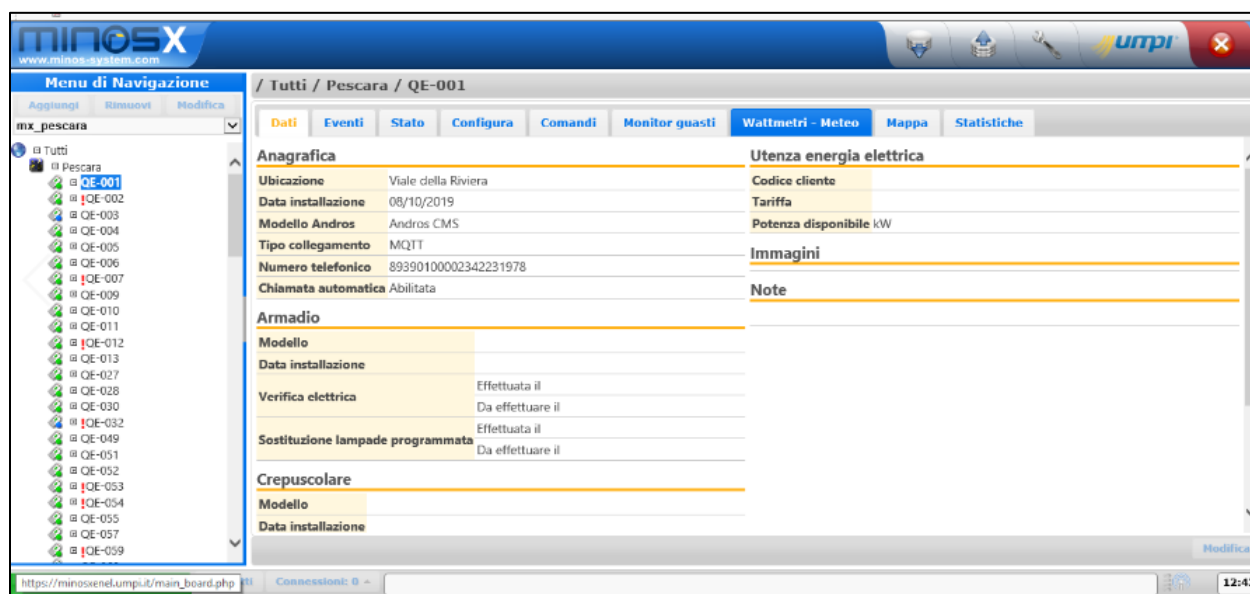 minosx
www.minos-system.com
umpi
Menu di Navigazione
Aggiungi Rimuovi Modifica
mx_pescara
Tutti
Pescara
QE-001
!QE-002
QE-003
QE-004
QE-005
QE-006
!QE-007
QE-009
QE-010
QE-011
!QE-012
QE-013
QE-027
QE-028
QE-030
!QE-032
QE-049
QE-051
QE-052
!QE-053
!QE-054
QE-055
QE-057
!QE-059
/ Tutti / Pescara / QE-001
Dati Eventi Stato Configura Comandi Monitor guasti Wattmetri - Meteo Mappa Statistiche
Anagrafica
Ubicazione Viale della Riviera
Data installazione 08/10/2019
Modello Andros Andros CMS
Tipo collegamento MQTT
Numero telefonico 89390100002342231978
Chiamata automatica Abilitata
Armadio
Modello
Data installazione
Verifica elettrica
Effettuata il
Da effettuare il
Sostituzione lampade programmata
Effettuata il
Da effettuare il
Crepuscolare
Modello
Data installazione
Utenza energia elettrica
Codice cliente
Tariffa
Potenza disponibile kW
Immagini
Note
Modifica
https://minosxenel.umpi.it/main_board.php
Connessioni: 0